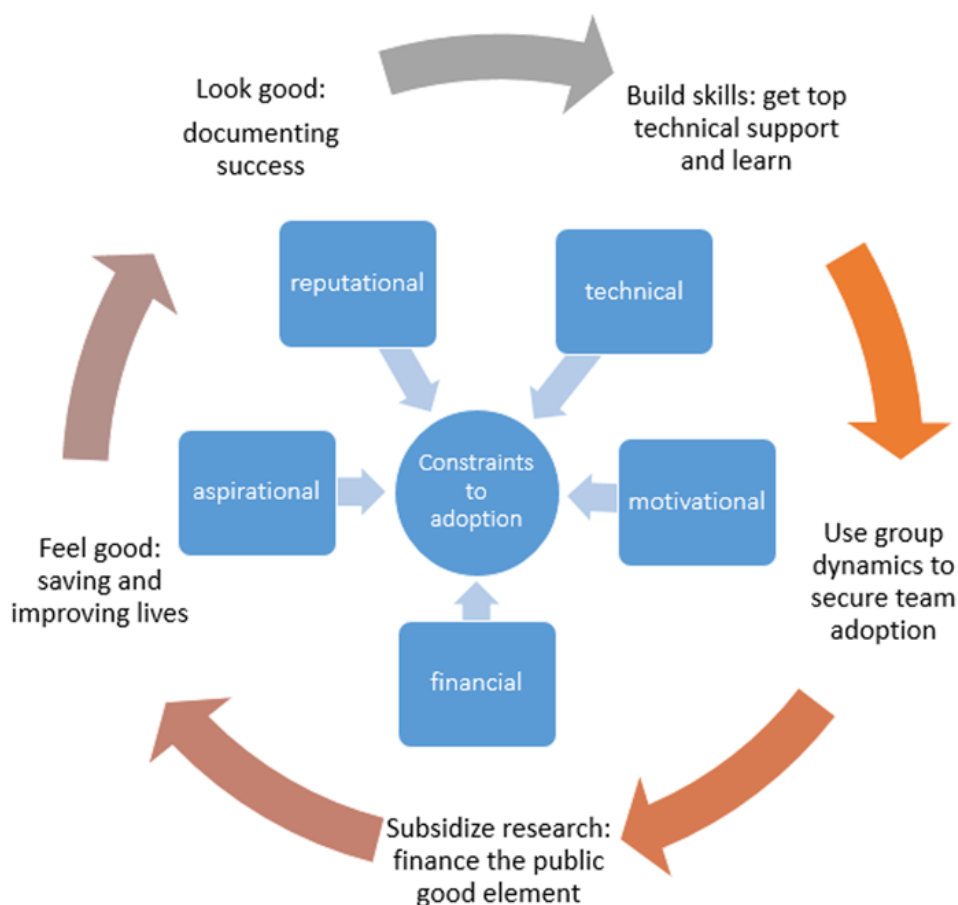 Look good:
documenting
success
Build skills: get top
technical support
and learn
reputational
technical
aspirational
Constraints
to
adoption
motivational
Feel good:
saving and
improving lives
Use group
dynamics to
secure team
adoption
financial
Subsidize research:
finance the public
good element